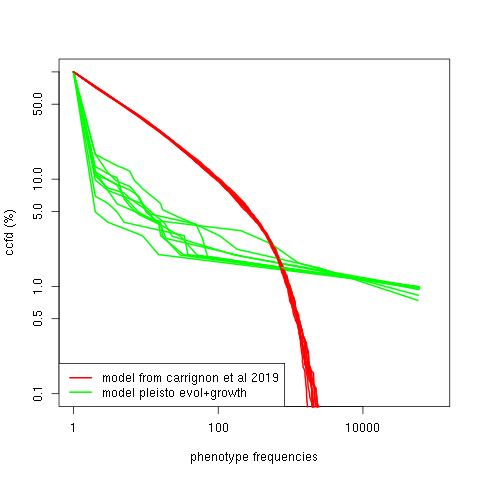 ccfd (%)
50.0
10.0
5.0
1.0
0.5
0.1
model from carrignon et al 2019
model pleisto evol+growth
1 100 10000
phenotype frequencies